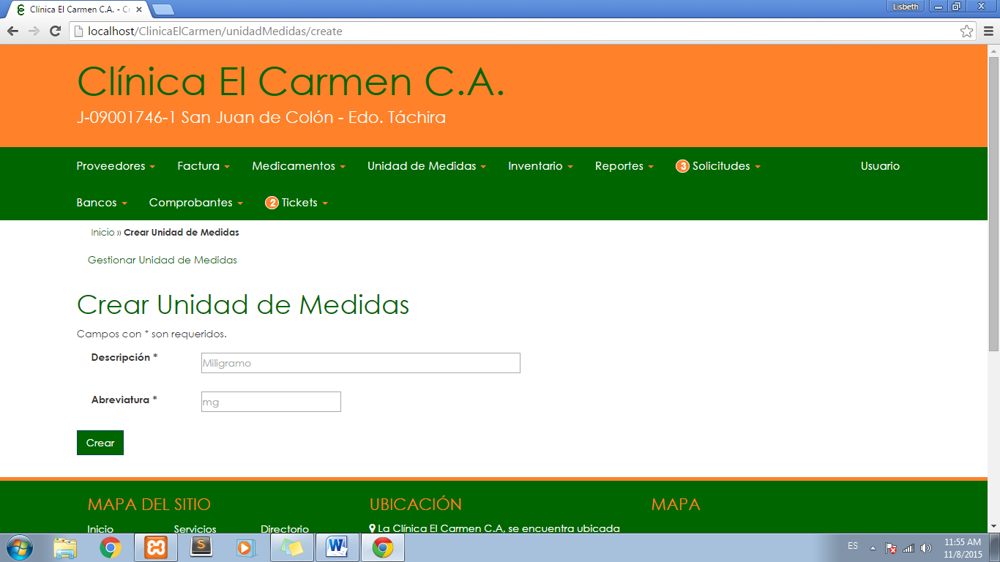 Clínica El Carmen C.A. - Cr
Lisbeth
localhost/ClinicaElCarmen/unidadMedidas/create
Clínica El Carmen C.A.
J-09001746-1 San Juan de Colón - Edo. Táchira
Proveedores Factura Medicamentos Unidad de Medidas Inventario Reportes 3 Solicitudes Usuario
Bancos Comprobantes 2 Tickets
Inicio » Crear Unidad de Medidas
Gestionar Unidad de Medidas
Crear Unidad de Medidas
Campos con * son requeridos.
Descripción * Miligramo
Abreviatura * mg
Crear
MAPA DEL SITIO UBICACIÓN MAPA
Inicio Servicios Directorio La Clínica El Carmen C.A, se encuentra ubicada
ES 11:55 AM
11/8/2015